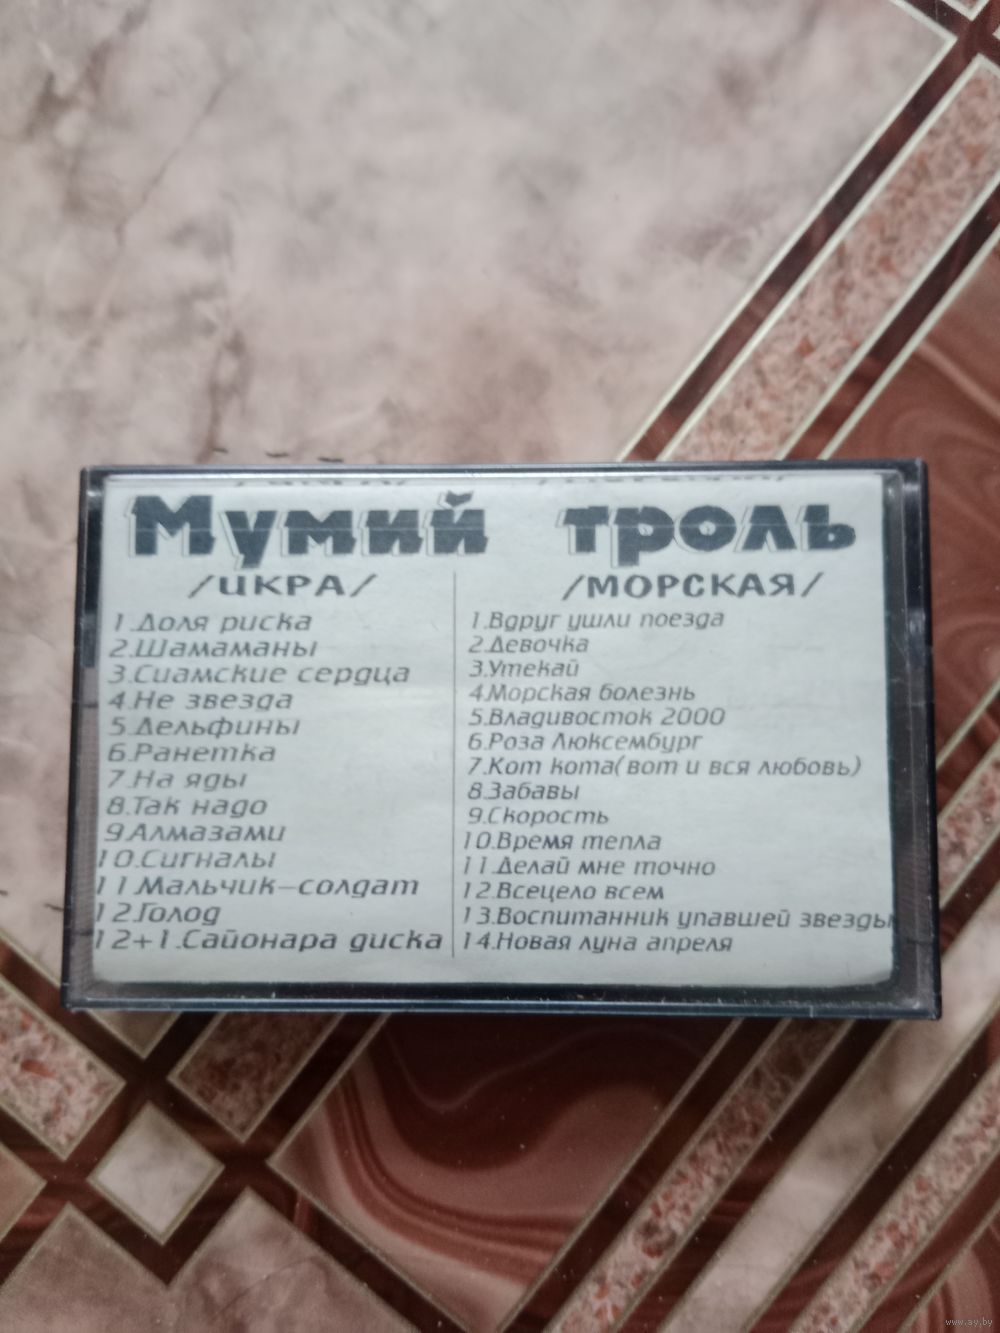 Мумий троль
/ИКРА/
1.Доля риска
2.Шамаманы
3.Сиамские сердца
4.Не звезда
5.Дельфины
6.Ранетка
7.На яды
8.Так надо
9.Алмазами
10.Сигналы
11.Мальчик-солдат
12.Голод
12+1.Сайонара диска
/МОРСКАЯ/
1.Вдруг ушли поезда
2.Девочка
3.Утекай
4.Морская болезнь
5.Владивосток 2000
6.Роза Люксембург
7.Кот кота(вот и вся любовь)
8.Забавы
9.Скорость
10.Время тепла
11.Делай мне точно
12.Всецело всем
13.Воспитанник упавшей звезды
14.Новая луна апреля
www.ay.by